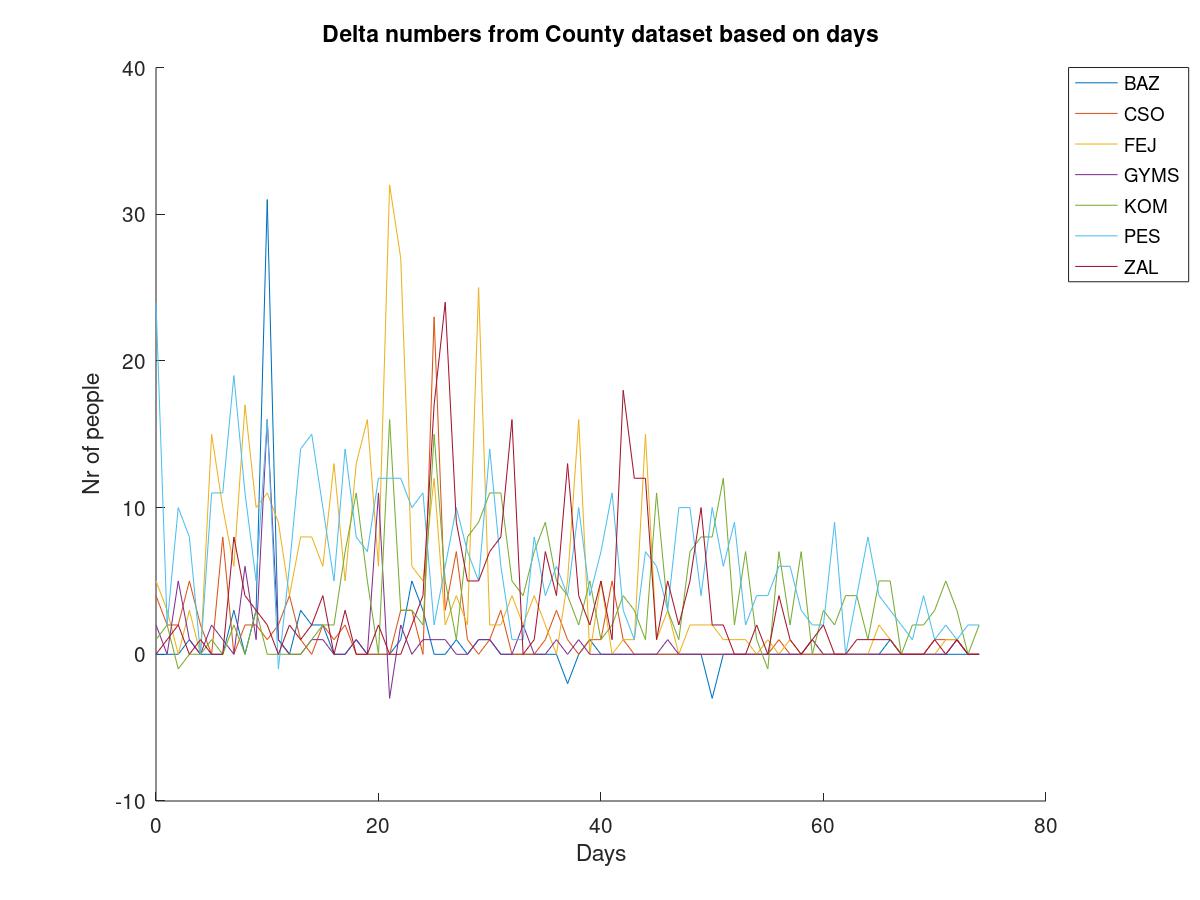 Delta numbers from County dataset based on days
40
30
20
10
0
-10
Nr of people
0 20 40 60 80
Days
BAZ
CSO
FEJ
GYMS
KOM
PES
ZAL